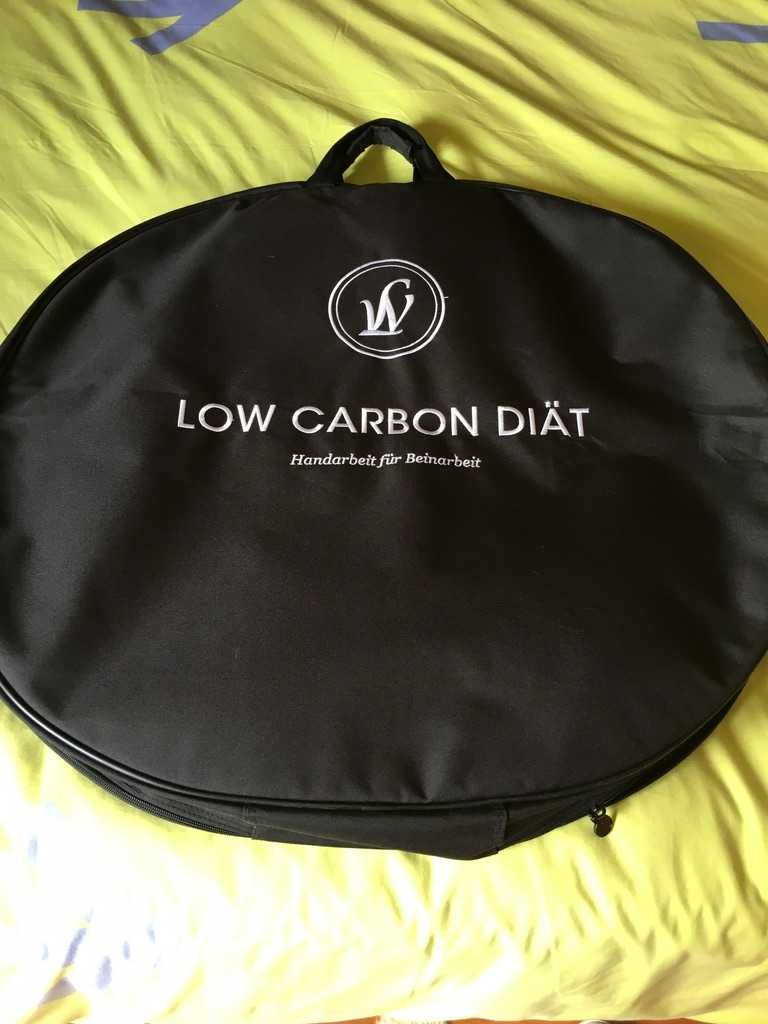 LOW CARBON DIÄT
Handarbeit für Beinarbeit